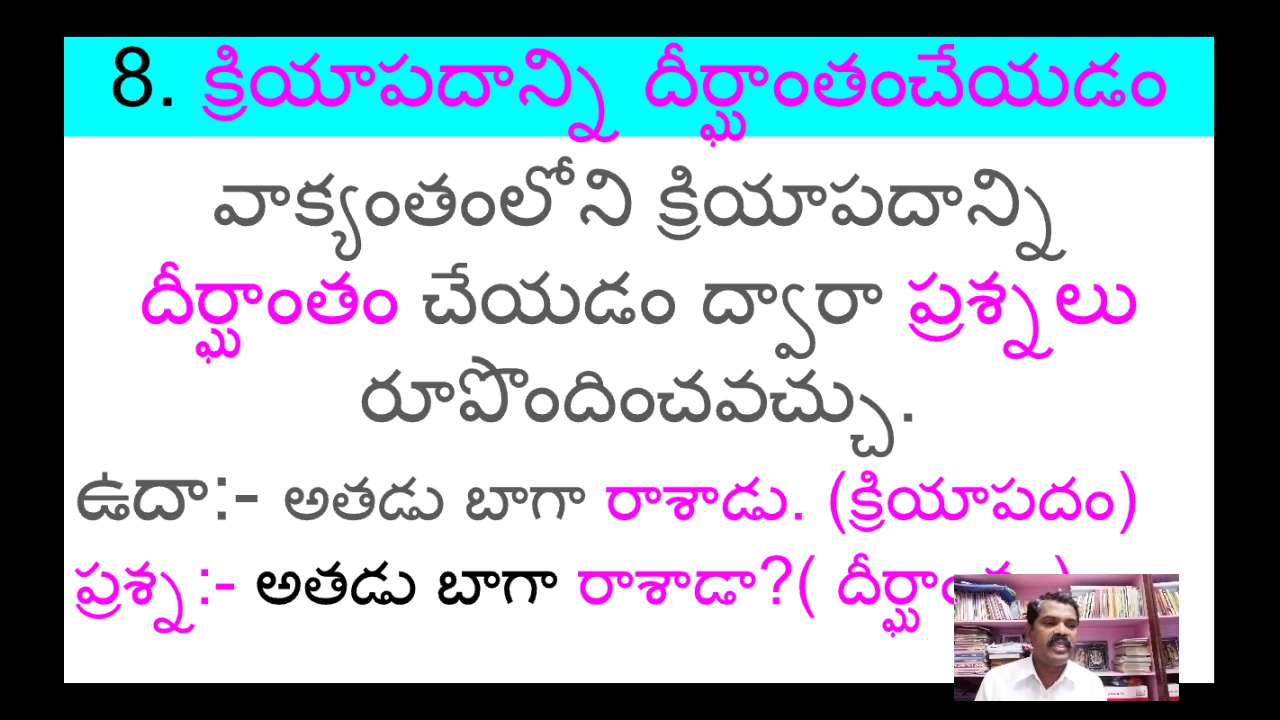 8. క్రియాపదాన్ని దీర్ఘాంతంచేయడం
వాక్యంతంలోని క్రియాపదాన్ని
దీర్ఘాంతం చేయడం ద్వారా ప్రశ్నలు
రూపొందించవచ్చు.
ఉదా:- అతడు బాగా రాశాడు. (క్రియాపదం)
ప్రశ్న:- అతడు బాగా రాశాడా?(